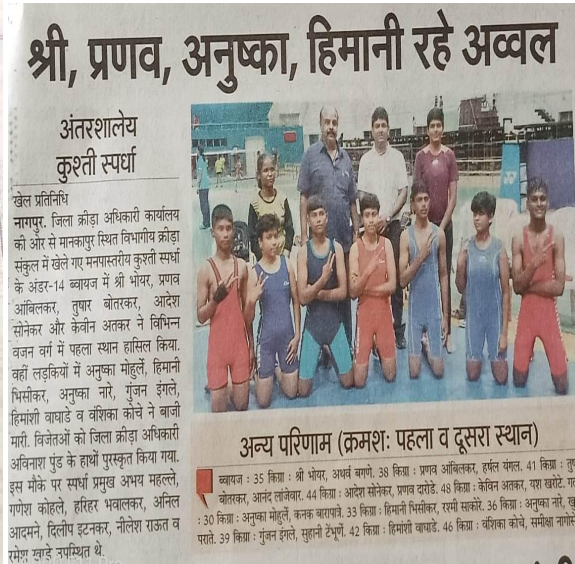 श्री, प्रणव, अनुष्का, हिमानी रहे अव्वल
अंतरशालेय
कुश्ती स्पर्धा
खेल प्रतिनिधि
नागपुर. जिला क्रीड़ा अधिकारी कार्यालय
की ओर से मानकापुर स्थित विभागीय क्रीड़ा
संकुल में खेले गए मनपास्तरीय कुश्ती स्पर्धा
के अंडर-14 ब्वायज में श्री भोयर, प्रणव
आंबिलकर, तुषार बोतरकर, आदेश
सोनेकर और केवीन अतकर ने विभिन्न
वजन वर्ग में पहला स्थान हासिल किया.
वहीं लड़कियों में अनुष्का मोहुर्ले, हिमानी
भिसीकर, अनुष्का नारे, गुंजन इंगले,
हिमांशी वाघाडे व वंशिका कोचे ने बाजी
मारी. विजेतओं को जिला क्रीड़ा अधिकारी
अविनाश पुंड के हाथों पुरस्कृत किया गया.
इस मौके पर स्पर्धा प्रमुख अभय महल्ले,
गणेश कोहले, हरिहर भवालकर, अनिल
आदमने, दिलीप इटनकर, नीलेश राऊत व
रमेश खाडे उपस्थित थे.
अन्य परिणाम (क्रमशः पहला व दूसरा स्थान)
ब्वायज : 35 किग्रा : श्री भोयर, अथर्व बगणे. 38 किग्रा : प्रणव आंबिलकर, हर्षल यंगल. 41 किग्रा :
बोतरकर, आनंद लांजेवार. 44 किग्रा : आदेश सोनेकर, प्रणव दारोडे. 48 किग्रा : केविन अतकर, यश खरोडे.
: 30 किग्रा : अनुष्का मोहुर्ले, कनक बारापात्रे. 33 किग्रा : हिमानी भिसीकर, रश्मी साकोरे. 36 किग्रा : अनुष्का नारे,
पराते. 39 किग्रा : गुंजन इंगले, सुहानी टेंभूर्णे. 42 किग्रा : हिमांशी वाघाडे. 46 किग्रा : वंशिका कोचे, समीक्षा